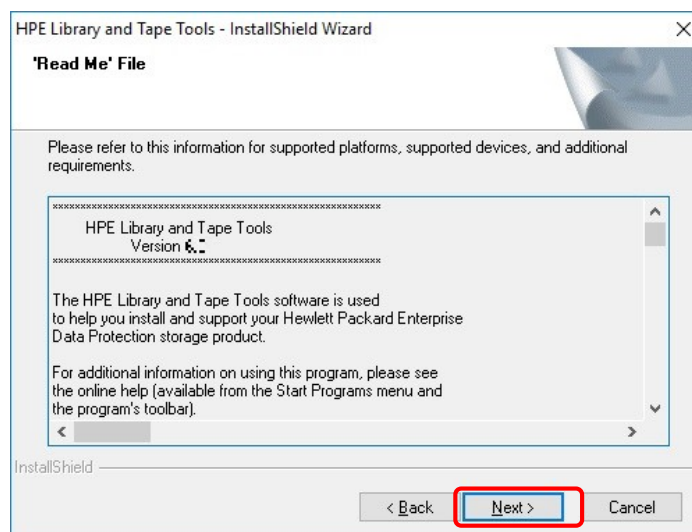 HPE Library and Tape Tools - InstallShield Wizard
'Read Me' File
Please refer to this information for supported platforms, supported devices, and additional
requirements.
××××××××××××××××××××××××××××××××××××××××××××××××××××××××××××
HPE Library and Tape Tools
Version
××××××××××××××××××××××××××××××××××××××××××××××××××××××××××××
The HPE Library and Tape Tools software is used
to help you install and support your Hewlett Packard Enterprise
Data Protection storage product.
For additional information on using this program, please see
the online help (available from the Start Programs menu and
the program's toolbar).
InstallShield
< Back
Next >
Cancel